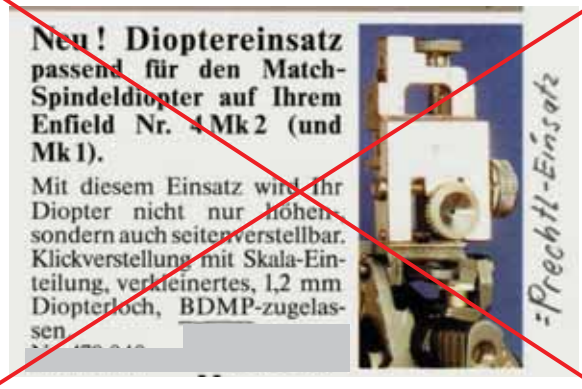 Neu! Dioptereinsatz
passend für den Match-
Spindeldiopter auf Ihrem
Enfield Nr. 4 Mk 2 (und
Mk 1).
Mit diesem Einsatz wird Ihr
Diopter nicht nur höhen-,
sondern auch seitenverstellbar.
Klickverstellung mit Skala-Ein-
teilung, verkleinertes, 1,2 mm
Diopterloch, BDMP-zugelas-
sen
=Prechtl-Einsatz